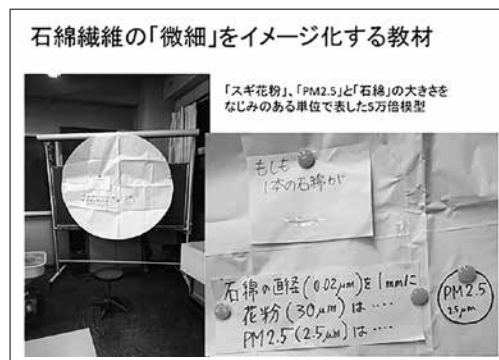 石綿繊維の「微細」をイメージ化する教材
「スギ花粉」、「PM2.5」と「石綿」の大きさを
なじみのある単位で表した5万倍模型
もしも
1本の石綿が
石綿の直径(0.02μm)を1mmに
花粉(30μm)は‥‥
PM2.5(2.5μm)は‥‥
PM2.5
2.5μm